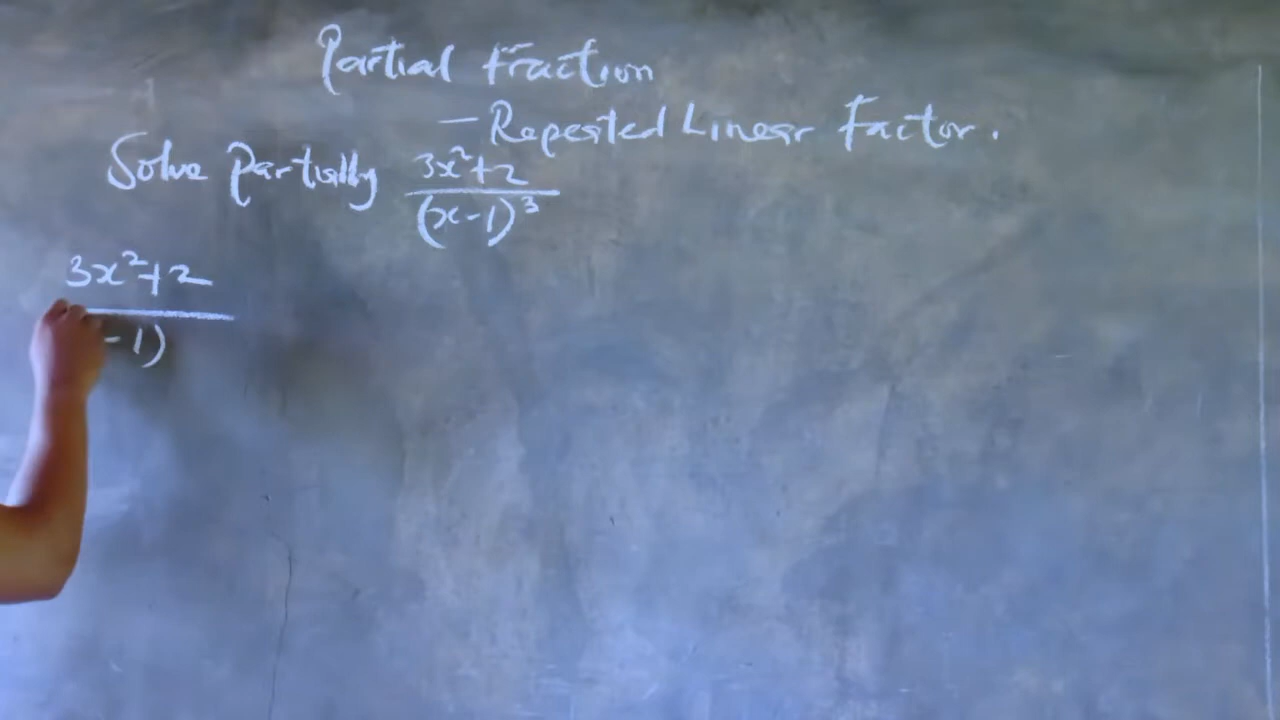 Partial Fraction
- Repeated Linear Factor.
Solve Partially (3x²+2)/(x-1)³
3x²+2
-1)